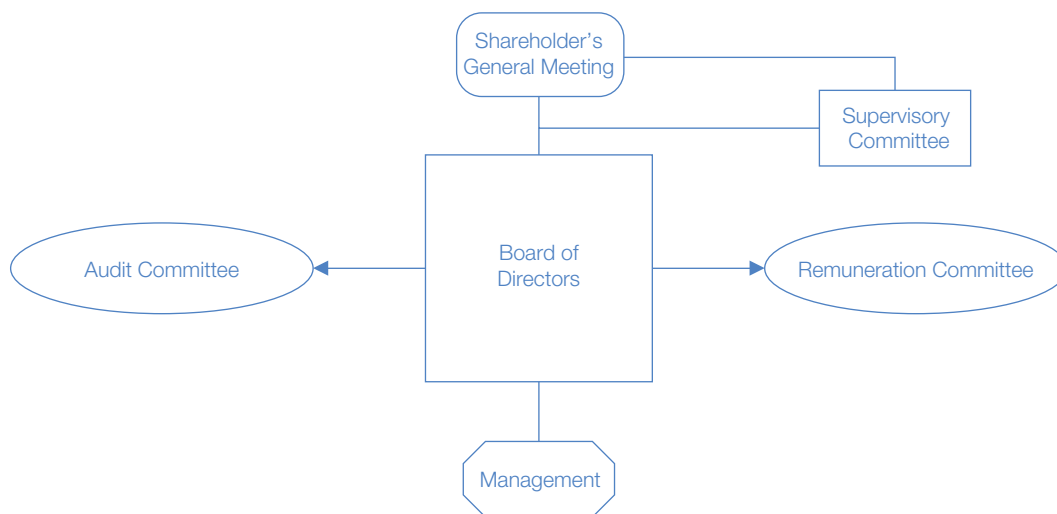 Shareholder’s
General Meeting
Supervisory
Committee
Audit Committee
Board of
Directors
Remuneration Committee
Management